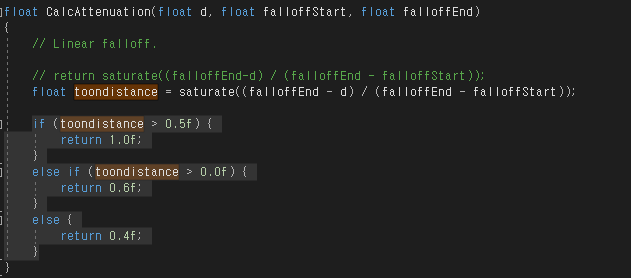 float CalcAttenuation(float d, float falloffStart, float falloffEnd)
{
// Linear falloff.
// return saturate((falloffEnd-d) / (falloffEnd - falloffStart));
float toondistance = saturate((falloffEnd - d) / (falloffEnd - falloffStart));
if (toondistance > 0.5f) {
return 1.0f;
}
else if (toondistance > 0.0f) {
return 0.6f;
}
else {
return 0.4f;
}
}